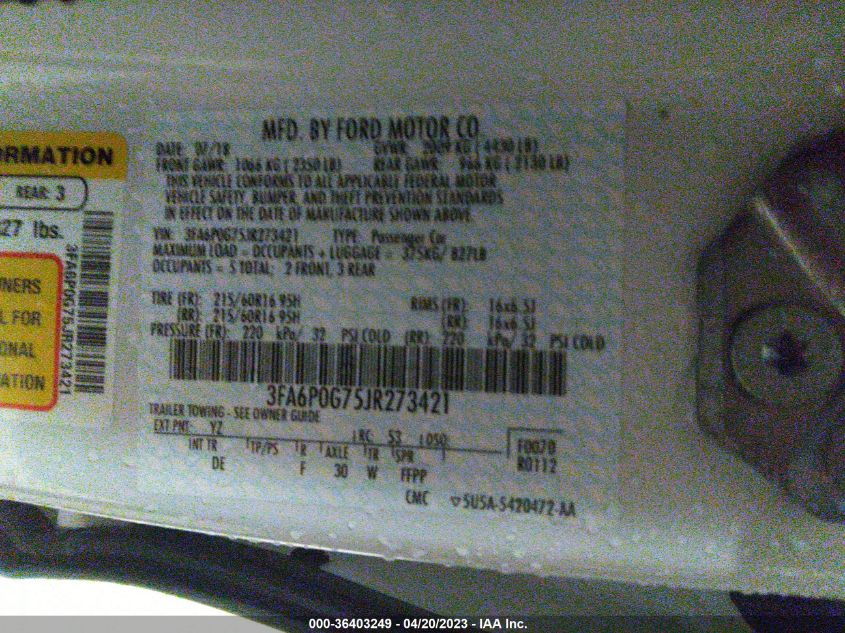 MFD. BY FORD MOTOR CO
DATE: 07/18 GVWR: 2009 KG ( 4430 LB)
FRONT GAWR: 1066 KG ( 2350 LB) REAR GAWR: 966 KG ( 2130 LB)
THIS VEHICLE CONFORMS TO ALL APPLICABLE FEDERAL MOTOR
VEHICLE SAFETY, BUMPER, AND THEFT PREVENTION STANDARDS
IN EFFECT ON THE DATE OF MANUFACTURE SHOWN ABOVE.
VIN: 3FA6P0G75JR273421 TYPE: Passenger Car
MAXIMUM LOAD = OCCUPANTS + LUGGAGE = 375KG/ 827LB
OCCUPANTS = 5 TOTAL; 2 FRONT, 3 REAR
TIRE (FR): 215/60R16 95H RIMS (FR): 16x6.5J
(RR): 215/60R16 95H (RR): 16x6.5J
PRESSURE (FR): 220 kPa/ 32 PSI COLD (RR): 220 kPa/ 32 PSI COLD
3FA6P0G75JR273421
TRAILER TOWING - SEE OWNER GUIDE
EXT PNT: YZ LRC: 53 LOSO: F0070
INT TR TP/PS R AXLE TR SPR R0112
DE F 30 W FFPP
CMC 5U5A-5420472-AA
ORMATION
REAR: 3
27 lbs.
3FA6P0G75JR273421
NERS
L FOR
ONAL
ATION
000-36403249 - 04/20/2023 - IAA Inc.